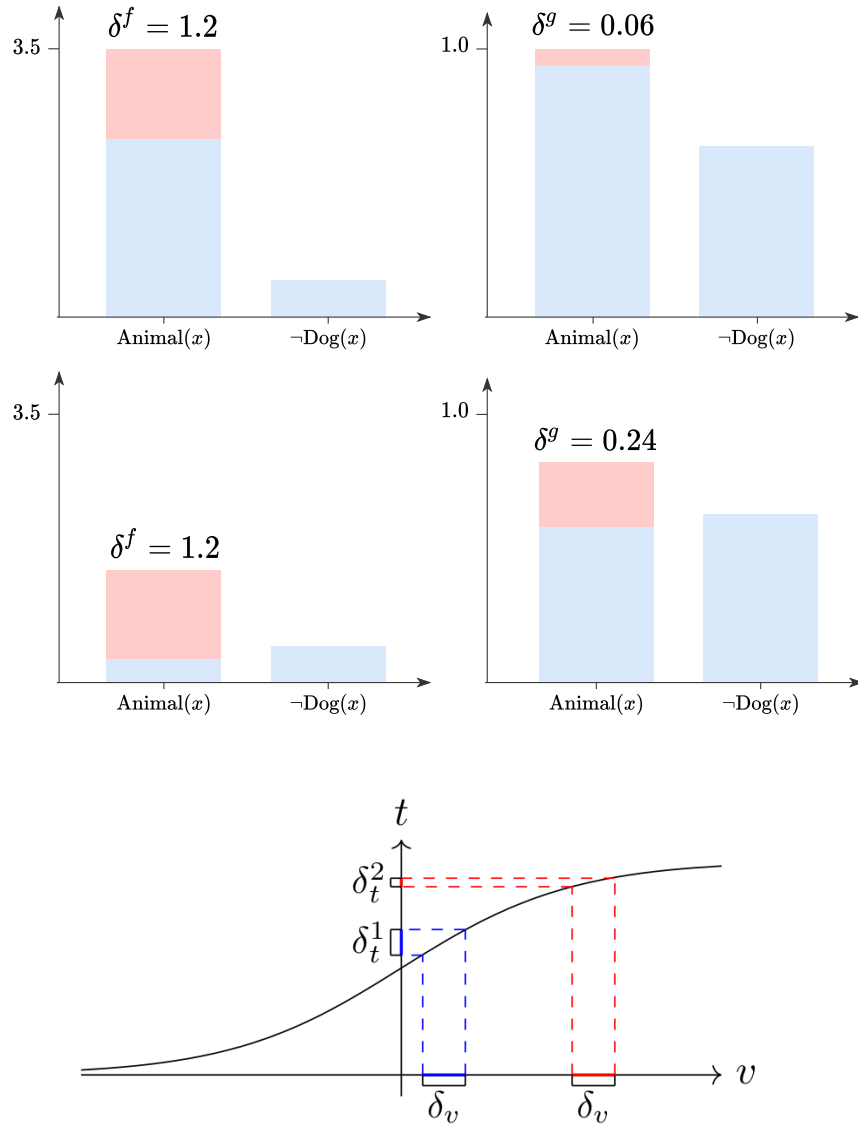 δ^f = 1.2
3.5
Animal(x)
¬Dog(x)
δ^g = 0.06
1.0
Animal(x)
¬Dog(x)
3.5
δ^f = 1.2
Animal(x)
¬Dog(x)
1.0
δ^g = 0.24
Animal(x)
¬Dog(x)
t
δ_t^2
δ_t^1
v
δ_v
δ_v